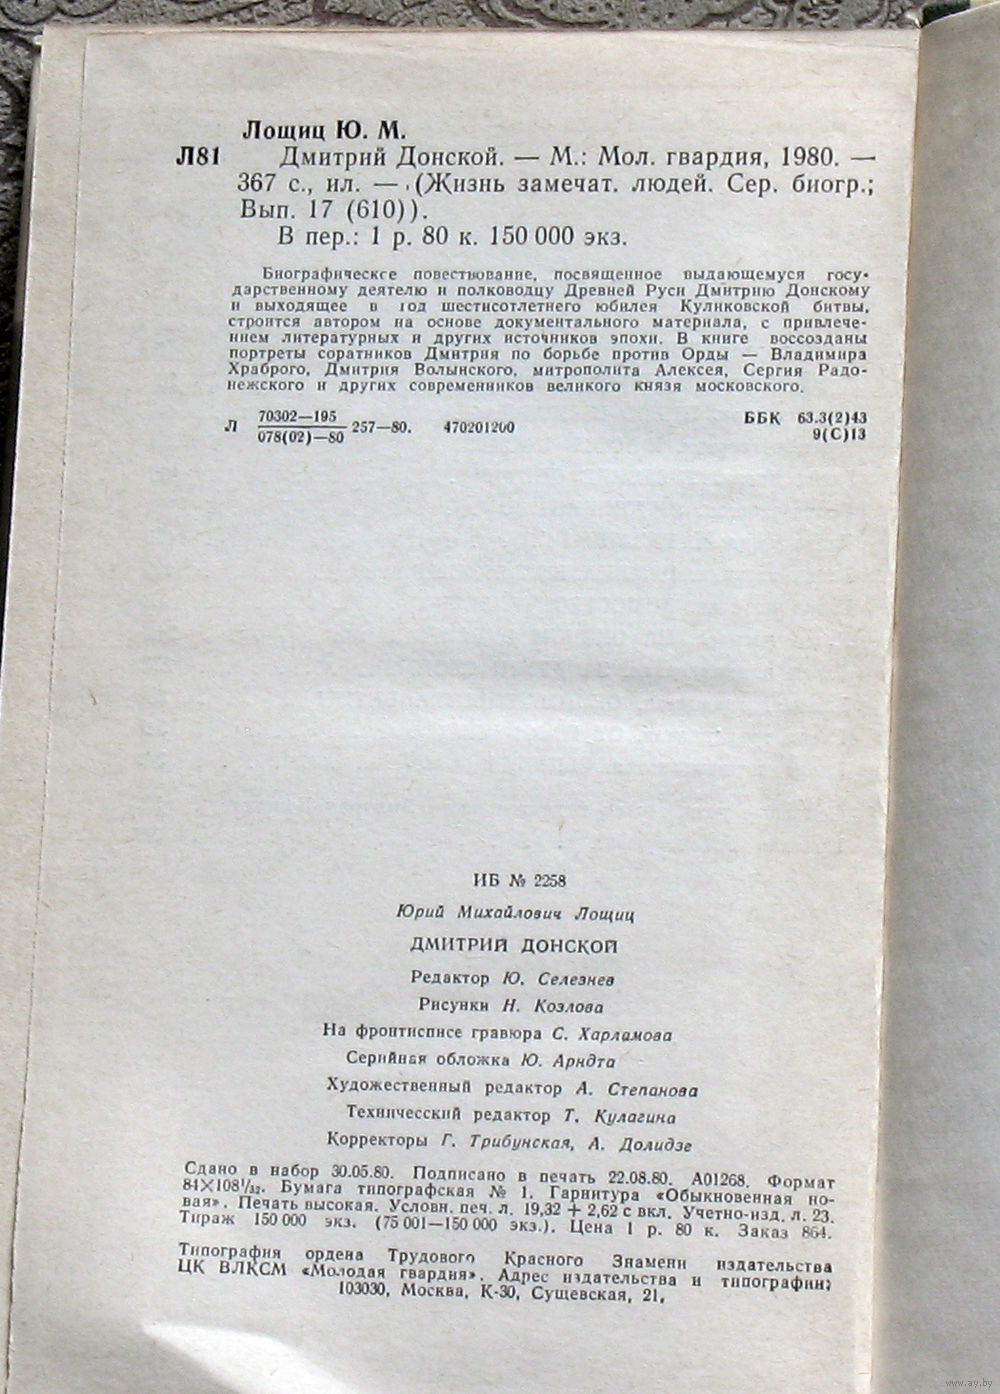 Лощиц Ю. М.
Л81 Дмитрий Донской. — М.: Мол. гвардия, 1980. —
367 с., ил. — (Жизнь замечат. людей. Сер. биогр.;
Вып. 17 (610)).
В пер.: 1 р. 80 к. 150 000 экз.
Биографическое повествование, посвященное выдающемуся госу-
дарственному деятелю и полководцу Древней Руси Дмитрию Донскому
и выходящее в год шестисотлетнего юбилея Куликовской битвы,
строится автором на основе документального материала, с привлече-
нием литературных и других источников эпохи. В книге воссозданы
портреты соратников Дмитрия по борьбе против Орды — Владимира
Храброго, Дмитрия Волынского, митрополита Алексея, Сергия Радо-
нежского и других современников великого князя московского.
Л 70302—195
078(02)—80 257—80. 470201200
ББК 63.3(2)43
9(С)13
ИБ № 2258
Юрий Михайлович Лощиц
ДМИТРИЙ ДОНСКОЙ
Редактор Ю. Селезнев
Рисунки Н. Козлова
На фронтисписе гравюра С. Харламова
Серийная обложка Ю. Арндта
Художественный редактор А. Степанова
Технический редактор Т. Кулагина
Корректоры Г. Трибунская, А. Долидзе
Сдано в набор 30.05.80. Подписано в печать 22.08.80. А01268. Формат
84×108¹/₃₂. Бумага типографская № 1. Гарнитура «Обыкновенная но-
вая». Печать высокая. Условн. печ. л. 19,32 + 2,62 с вкл. Учетно-изд. л. 23.
Тираж 150 000 экз. (75 001—150 000 экз.). Цена 1 р. 80 к. Заказ 864.
Типография ордена Трудового Красного Знамени издательства
ЦК ВЛКСМ «Молодая гвардия». Адрес издательства и типографии:
103030, Москва, К-30, Сущевская, 21.
www.ay.by